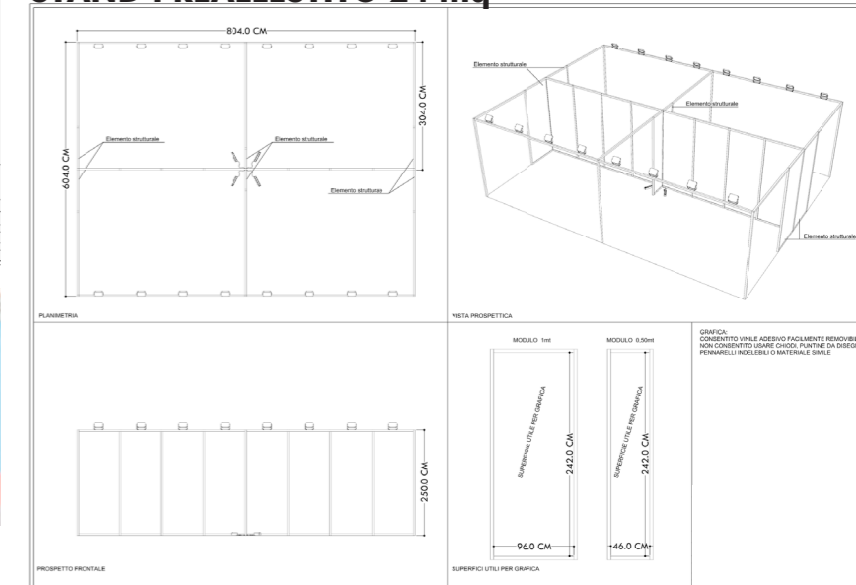 804.0 CM
304.0 CM
604.0 CM
Elemento strutturale
Elemento strutturale
Elemento strutturale
PLANIMETRIA
Elemento strutturale
Elemento strutturale
Elemento strutturale
VISTA PROSPETTICA
250.0 CM
PROSPETTO FRONTALE
MODULO 1mt
MODULO 0,50mt
SUPERFICIE UTILE PER GRAFICA
242.0 CM
96.0 CM
SUPERFICIE UTILE PER GRAFICA
242.0 CM
46.0 CM
SUPERFICI UTILI PER GRAFICA
GRAFICA:
CONSENTITO VINILE ADESIVO FACILMENTE
NON CONSENTITO USARE CHIODI, PUNTINE DA
PENNARELLI INDELEBILI O MATERIALE SIMILE